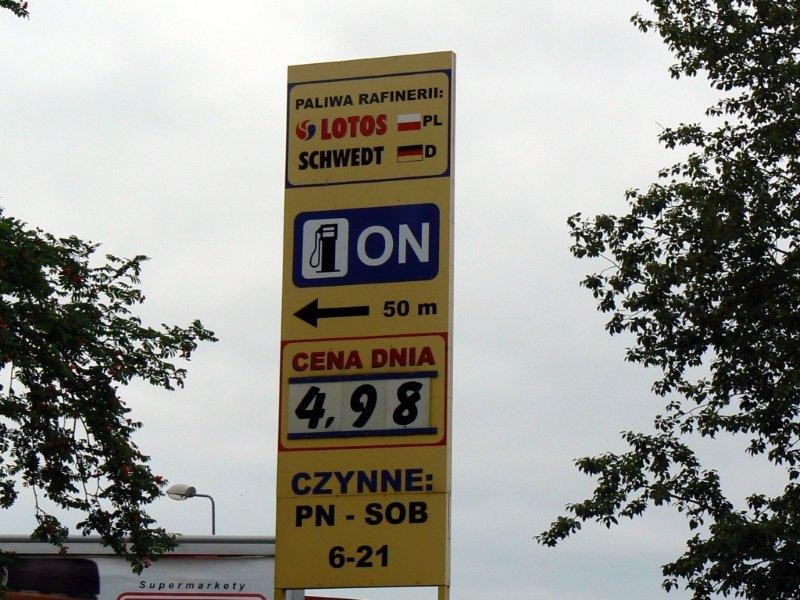 PALIWA RAFINERII:
LOTOS PL
SCHWEDT D
ON
50 m
CENA DNIA
4,98
CZYNNE:
PN - SOB
6-21
Supermarkety